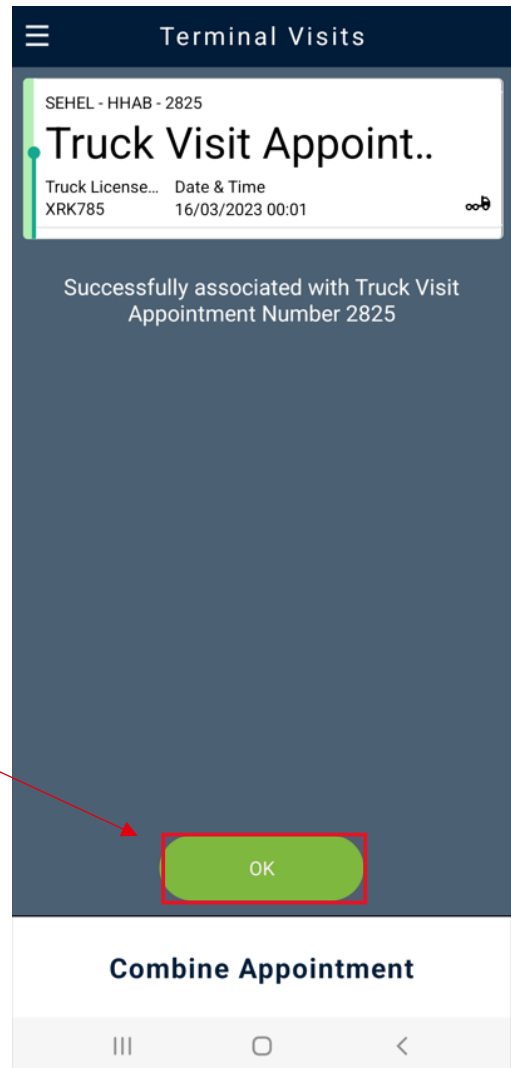 Terminal Visits
SEHEL - HHAB - 2825
Truck Visit Appoint..
Truck License... Date & Time
XRK785 16/03/2023 00:01
Successfully associated with Truck Visit
Appointment Number 2825
OK
Combine Appointment